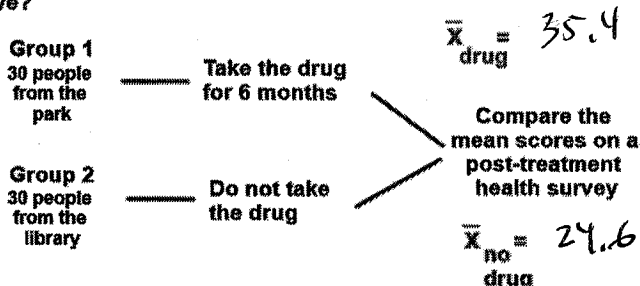 Group 1
30 people
from the
park
Take the drug
for 6 months
x̄ drug = 35.4
Compare the
mean scores on a
post-treatment
health survey
Group 2
30 people
from the
library
Do not take
the drug
x̄ no drug = 24.6